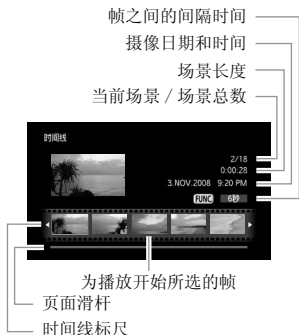 帧之间的间隔时间
摄像日期和时间
场景长度
当前场景 / 场景总数
时间线
2/18
0:00:28
3.NOV.2008 9:20 PM
FUNC 6秒
为播放开始所选的帧
页面滑杆
时间线标尺